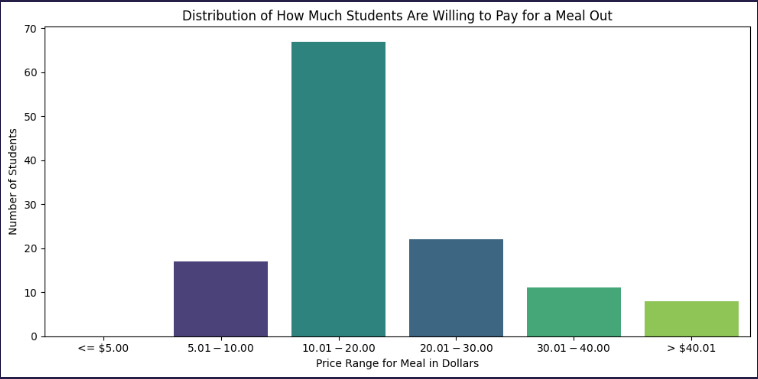 Distribution of How Much Students Are Willing to Pay for a Meal Out
Number of Students
70
60
50
40
30
20
10
0
<= $5.00
5.01 − 10.00
10.01 − 20.00
20.01 − 30.00
30.01 − 40.00
> $40.01
Price Range for Meal in Dollars